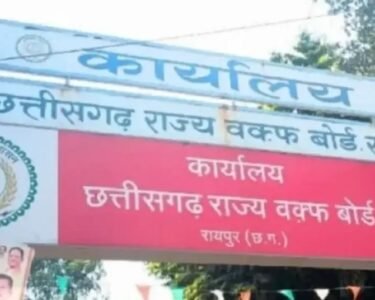 कार्यालय
छत्तीसगढ़ राज्य वक्फ बोर्ड
कार्यालय
छत्तीसगढ़ राज्य वक़्फ बोर्ड
रायपुर (छ.ग.)